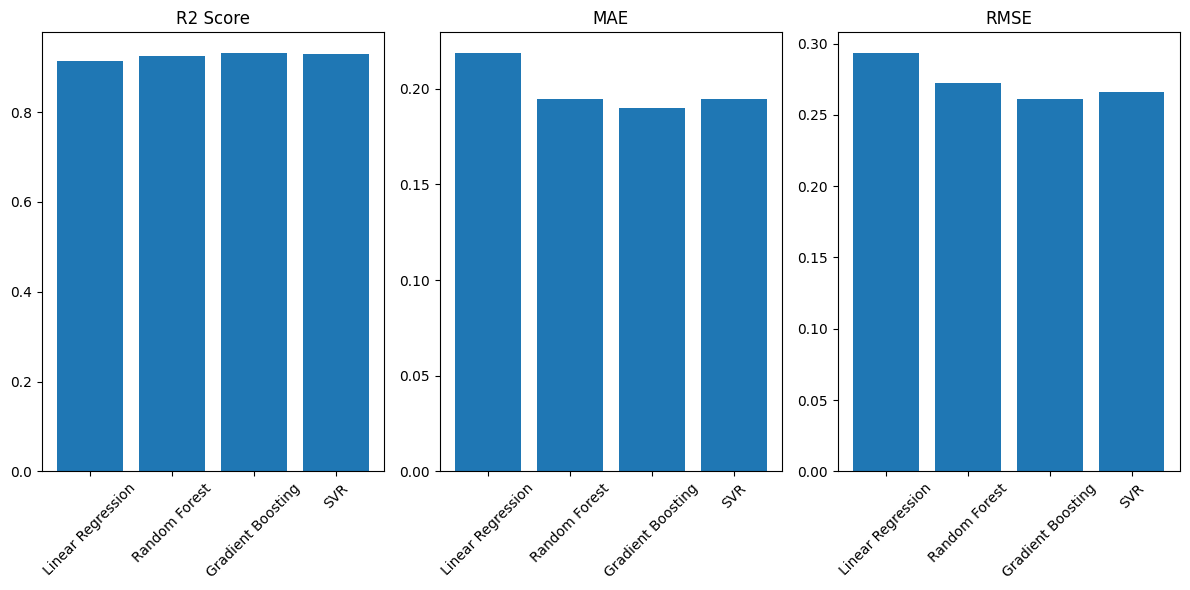 R2 Score
0.8
0.6
0.4
0.2
0.0
Linear Regression
Random Forest
Gradient Boosting
SVR
MAE
0.20
0.15
0.10
0.05
0.00
Linear Regression
Random Forest
Gradient Boosting
SVR
RMSE
0.30
0.25
0.20
0.15
0.10
0.05
0.00
Linear Regression
Random Forest
Gradient Boosting
SVR